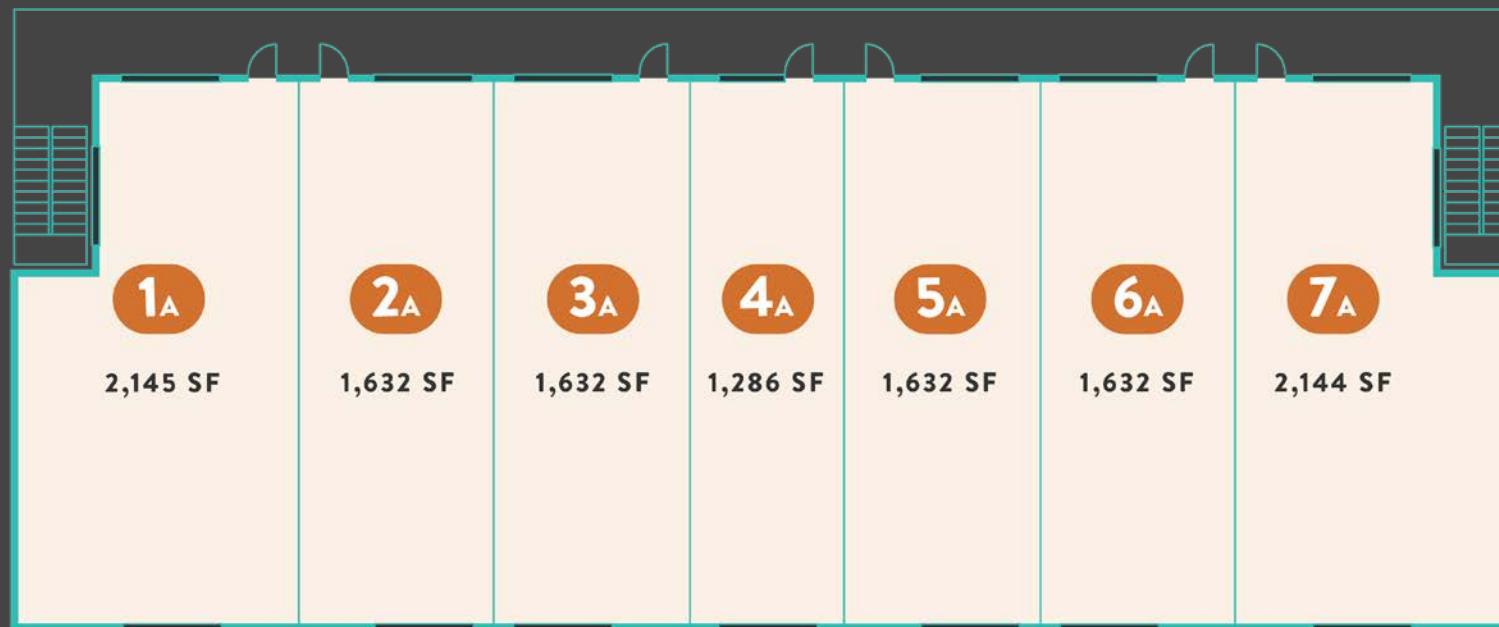 1A
2A
3A
4A
5A
6A
7A
2,145 SF
1,632 SF
1,632 SF
1,286 SF
1,632 SF
1,632 SF
2,144 SF